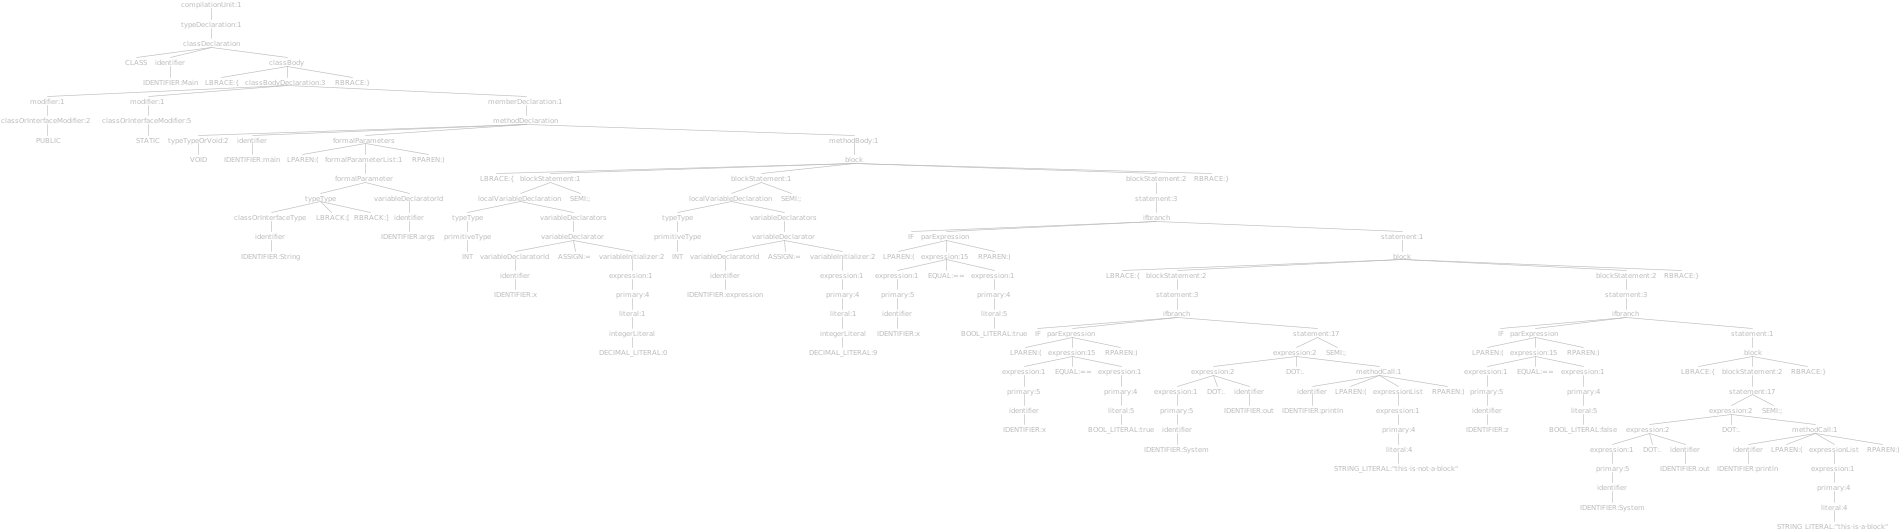 compilationUnit:1
typeDeclaration:1
classDeclaration
CLASS identifier classBody
IDENTIFIER:Main LBRACE:{ classBodyDeclaration:3 RBRACE:}
modifier:1 modifier:1 memberDeclaration:1
classOrInterfaceModifier:2 classOrInterfaceModifier:5 methodDeclaration
PUBLIC STATIC typeTypeOrVoid:2 identifier formalParameters methodBody:1
VOID IDENTIFIER:main LPAREN:( formalParameterList:1 RPAREN:) block
formalParameter LBRACE:{ blockStatement:1 blockStatement:1 blockStatement:2 RBRACE:}
typeType variableDeclaratorId localVariableDeclaration SEMI:; localVariableDeclaration SEMI:; statement:3
classOrInterfaceType LBRACK:[ RBRACK:] identifier typeType variableDeclarators typeType variableDeclarators ifbranch
identifier IDENTIFIER:args primitiveType variableDeclarator primitiveType variableDeclarator IF parExpression statement:1
IDENTIFIER:String INT variableDeclaratorId ASSIGN:= variableInitializer:2 INT variableDeclaratorId ASSIGN:= variableInitializer:2 LPAREN:( expression:15 RPAREN:) block
identifier expression:1 identifier expression:1 expression:1 EQUAL:== expression:1 LBRACE:{ blockStatement:2 blockStatement:2 RBRACE:}
IDENTIFIER:x primary:4 IDENTIFIER:expression primary:4 primary:5 primary:4 statement:3 statement:3
literal:1 literal:1 identifier literal:5 ifbranch ifbranch
integerLiteral integerLiteral IDENTIFIER:x BOOL_LITERAL:true IF parExpression statement:17 IF parExpression statement:1
DECIMAL_LITERAL:0 DECIMAL_LITERAL:9 LPAREN:( expression:15 RPAREN:) expression:2 SEMI:; LPAREN:( expression:15 RPAREN:) block
expression:1 EQUAL:== expression:1 expression:2 DOT:. methodCall:1 expression:1 EQUAL:== expression:1 LBRACE:{ blockStatement:2 RBRACE:}
primary:5 primary:4 expression:1 DOT:. identifier identifier LPAREN:( expressionList RPAREN:) primary:5 primary:4 statement:17
identifier literal:5 primary:5 IDENTIFIER:out IDENTIFIER:println expression:1 identifier literal:5 expression:2 SEMI:;
IDENTIFIER:x BOOL_LITERAL:true identifier primary:4 IDENTIFIER:z BOOL_LITERAL:false expression:2 DOT:. methodCall:1
IDENTIFIER:System literal:4 expression:1 DOT:. identifier identifier LPAREN:( expressionList RPAREN:)
STRING_LITERAL:"this-is-not-a-block" primary:5 IDENTIFIER:out IDENTIFIER:println expression:1
identifier primary:4
IDENTIFIER:System literal:4
STRING_LITERAL:"this-is-a-block"